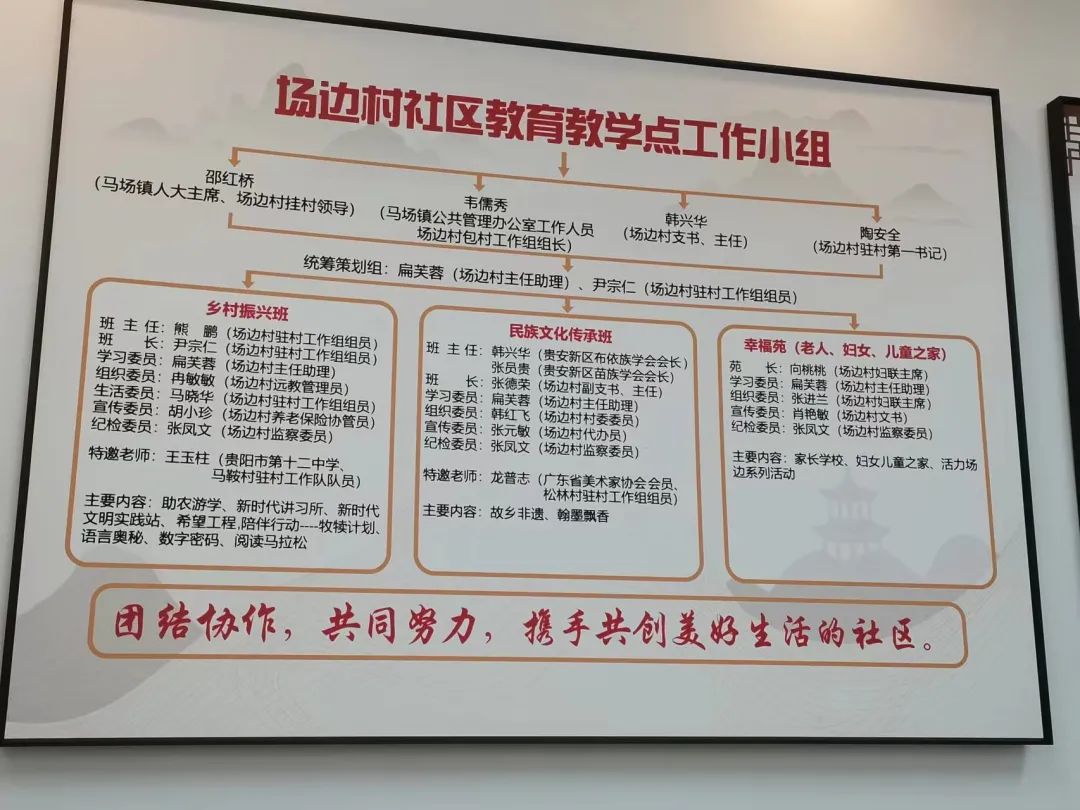 场边村社区教育教学点工作小组
邵红桥
（马场镇人大主席、场边村挂村领导）
韦儒秀
（马场镇公共管理办公室工作人员
场边村包村工作组组长）
韩兴华
（场边村支书、主任）
陶安全
（场边村驻村第一书记）
统筹策划组：扁芙蓉（场边村主任助理）、尹宗仁（场边村驻村工作组组员）
乡村振兴班
班 主 任：熊 鹏（场边村驻村工作组组员）
班 长：尹宗仁（场边村驻村工作组组员）
学习委员：扁芙蓉（场边村主任助理）
组织委员：冉敏敏（场边村远教管理员）
生活委员：马晓华（场边村驻村工作组组员）
宣传委员：胡小珍（场边村养老保险协管员）
纪检委员：张凤文（场边村监察委员）
特邀老师：王玉柱（贵阳市第十二中学、
马鞍村驻村工作队队员）
主要内容：助农游学、新时代讲习所、新时代
文明实践站、希望工程,陪伴行动----牧犊计划、
语言奥秘、数字密码、阅读马拉松
民族文化传承班
班 主 任：韩兴华（贵安新区布依族学会会长）
张员贵（贵安新区苗族学会会长）
班 长：张德荣（场边村副支书、主任）
学习委员：扁芙蓉（场边村主任助理）
组织委员：韩红飞（场边村村委委员）
宣传委员：张元敏（场边村代办员）
纪检委员：张凤文（场边村监察委员）
特邀老师：龙普志（广东省美术家协会会员、
松林村驻村工作组组员）
主要内容：故乡非遗、翰墨飘香
幸福苑（老人、妇女、儿童之家）
苑 长：向桃桃（场边村妇联主席）
学习委员：扁芙蓉（场边村主任助理）
组织委员：张进兰（场边村妇联主席）
宣传委员：肖艳敏（场边村文书）
纪检委员：张凤文（场边村监察委员）
主要内容：家长学校、妇女儿童之家、活力场
边系列活动
团结协作，共同努力，携手共创美好生活的社区。